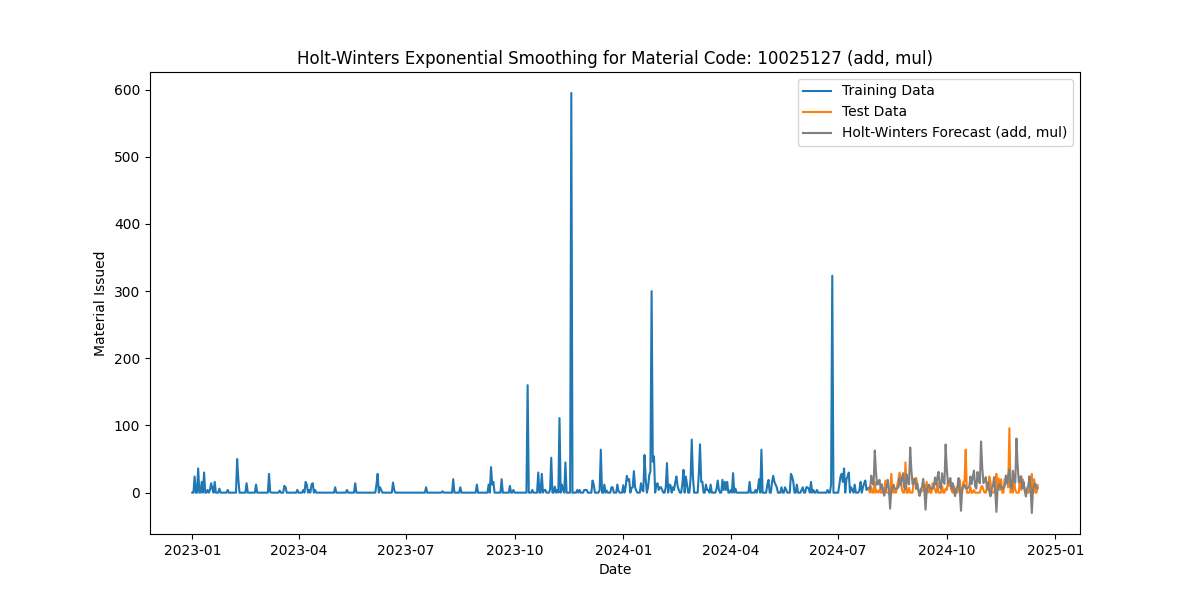 Holt-Winters Exponential Smoothing for Material Code: 10025127 (add, mul)
Training Data
Test Data
Holt-Winters Forecast (add, mul)
600
500
400
300
200
100
0
Material Issued
2023-01
2023-04
2023-07
2023-10
2024-01
2024-04
2024-07
2024-10
2025-01
Date